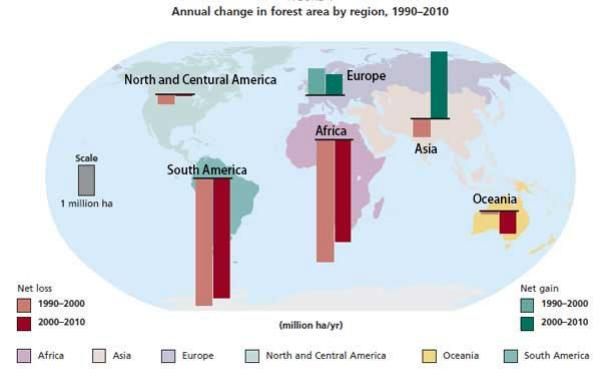 Annual change in forest area by region, 1990–2010
North and Centural America
Europe
Africa
Asia
South America
Oceania
Scale
1 million ha
Net loss
1990–2000
2000–2010
Net gain
1990–2000
2000–2010
(million ha/yr)
Africa
Asia
Europe
North and Central America
Oceania
South America